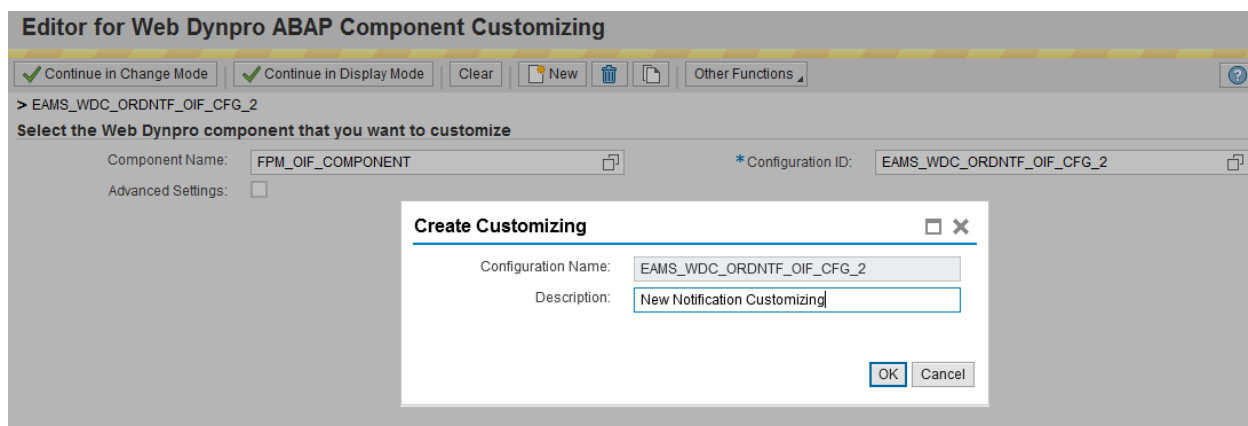 Editor for Web Dynpro ABAP Component Customizing
Continue in Change Mode Continue in Display Mode Clear New Other Functions
> EAMS_WDC_ORDNTF_OIF_CFG_2
Select the Web Dynpro component that you want to customize
Component Name: FPM_OIF_COMPONENT * Configuration ID: EAMS_WDC_ORDNTF_OIF_CFG_2
Advanced Settings:
Create Customizing
Configuration Name: EAMS_WDC_ORDNTF_OIF_CFG_2
Description: New Notification Customizing
OK Cancel